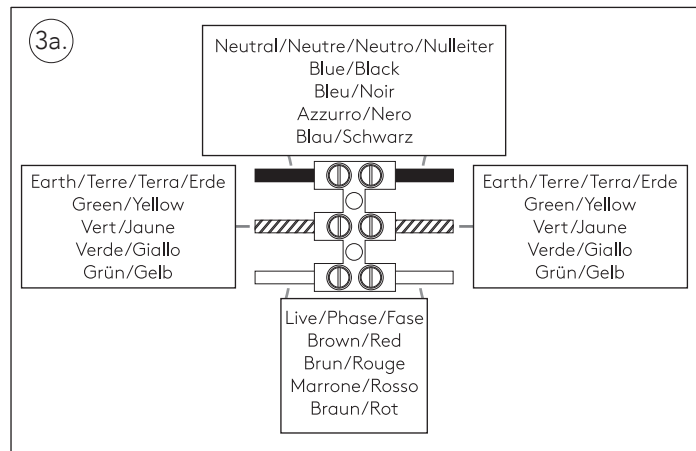 3a.
Neutral/Neutre/Neutro/Nulleiter
Blue/Black
Bleu/Noir
Azzurro/Nero
Blau/Schwarz
Earth/Terre/Terra/Erde
Green/Yellow
Vert/Jaune
Verde/Giallo
Grün/Gelb
Earth/Terre/Terra/Erde
Green/Yellow
Vert/Jaune
Verde/Giallo
Grün/Gelb
Live/Phase/Fase
Brown/Red
Brun/Rouge
Marrone/Rosso
Braun/Rot